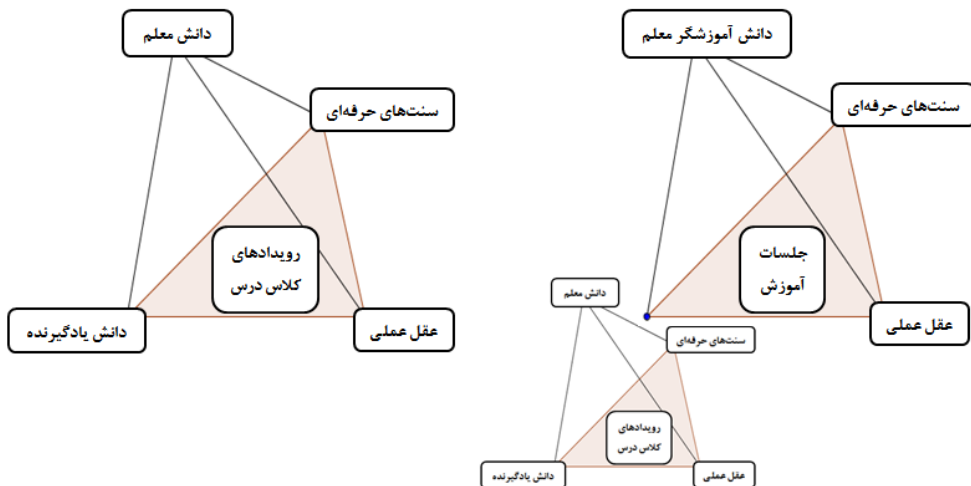 دانش آموزشگر معلم
سنت‌های حرفه‌ای
جلسات
آموزش
عقل عملی
دانش معلم
سنت‌های حرفه‌ای
رویدادهای
کلاس درس
دانش یادگیرنده
عقل عملی
دانش معلم
سنت‌های حرفه‌ای
رویدادهای
کلاس درس
عقل عملی
دانش یادگیرنده